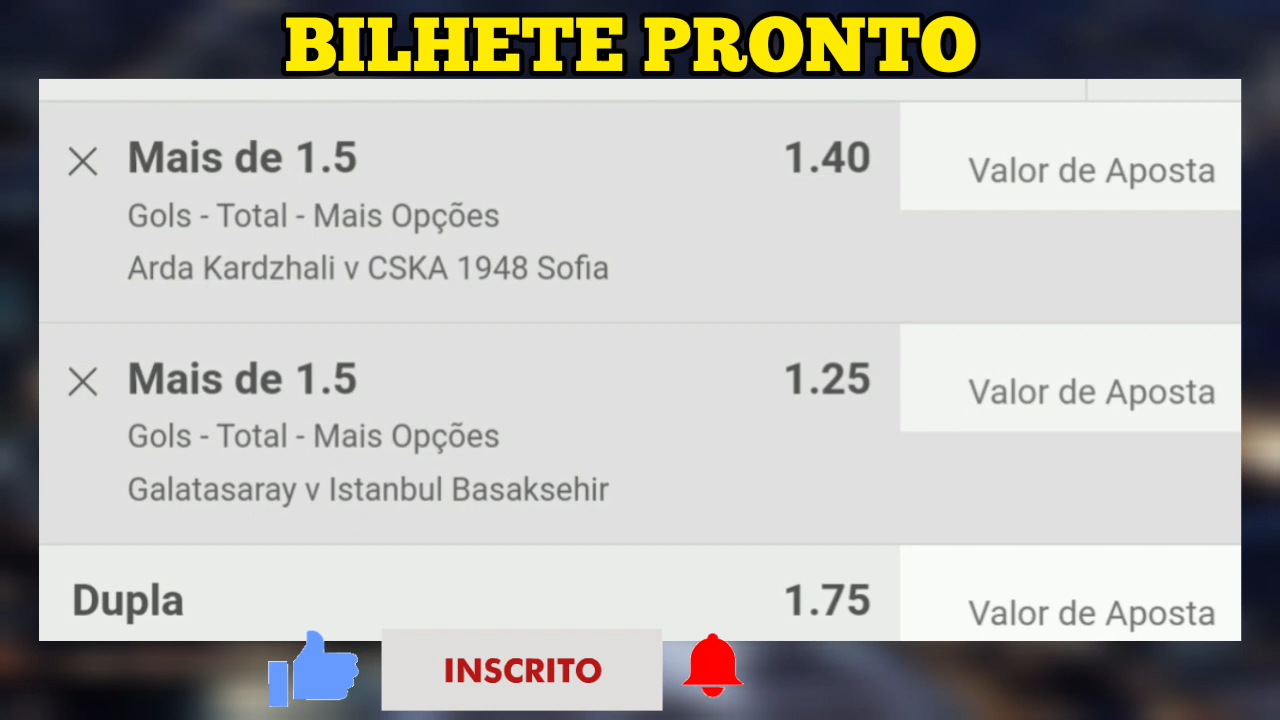 BILHETE PRONTO
Mais de 1.5 1.40 Valor de Aposta
Gols - Total - Mais Opções
Arda Kardzhali v CSKA 1948 Sofia
Mais de 1.5 1.25 Valor de Aposta
Gols - Total - Mais Opções
Galatasaray v Istanbul Basaksehir
Dupla 1.75 Valor de Aposta
INSCRITO